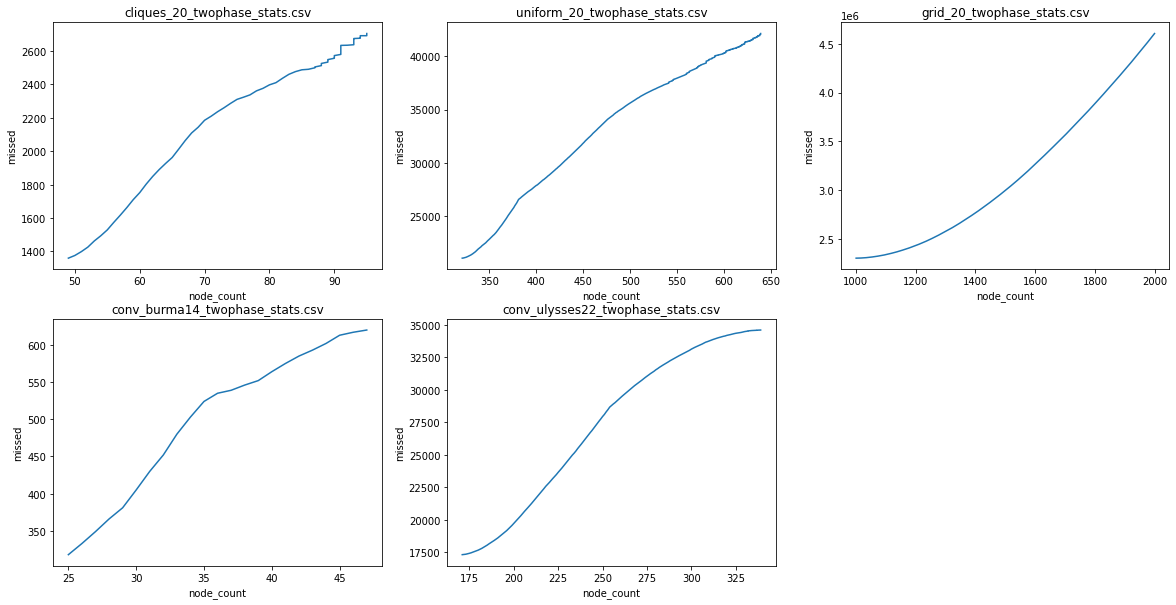 cliques_20_twophase_stats.csv
missed
2600
2400
2200
2000
1800
1600
1400
50 60 70 80 90
node_count
uniform_20_twophase_stats.csv
missed
40000
35000
30000
25000
350 400 450 500 550 600 650
node_count
grid_20_twophase_stats.csv
1e6
missed
4.5
4.0
3.5
3.0
2.5
1000 1200 1400 1600 1800 2000
node_count
conv_burma14_twophase_stats.csv
missed
600
550
500
450
400
350
25 30 35 40 45
node_count
conv_ulysses22_twophase_stats.csv
missed
35000
32500
30000
27500
25000
22500
20000
17500
175 200 225 250 275 300 325
node_count